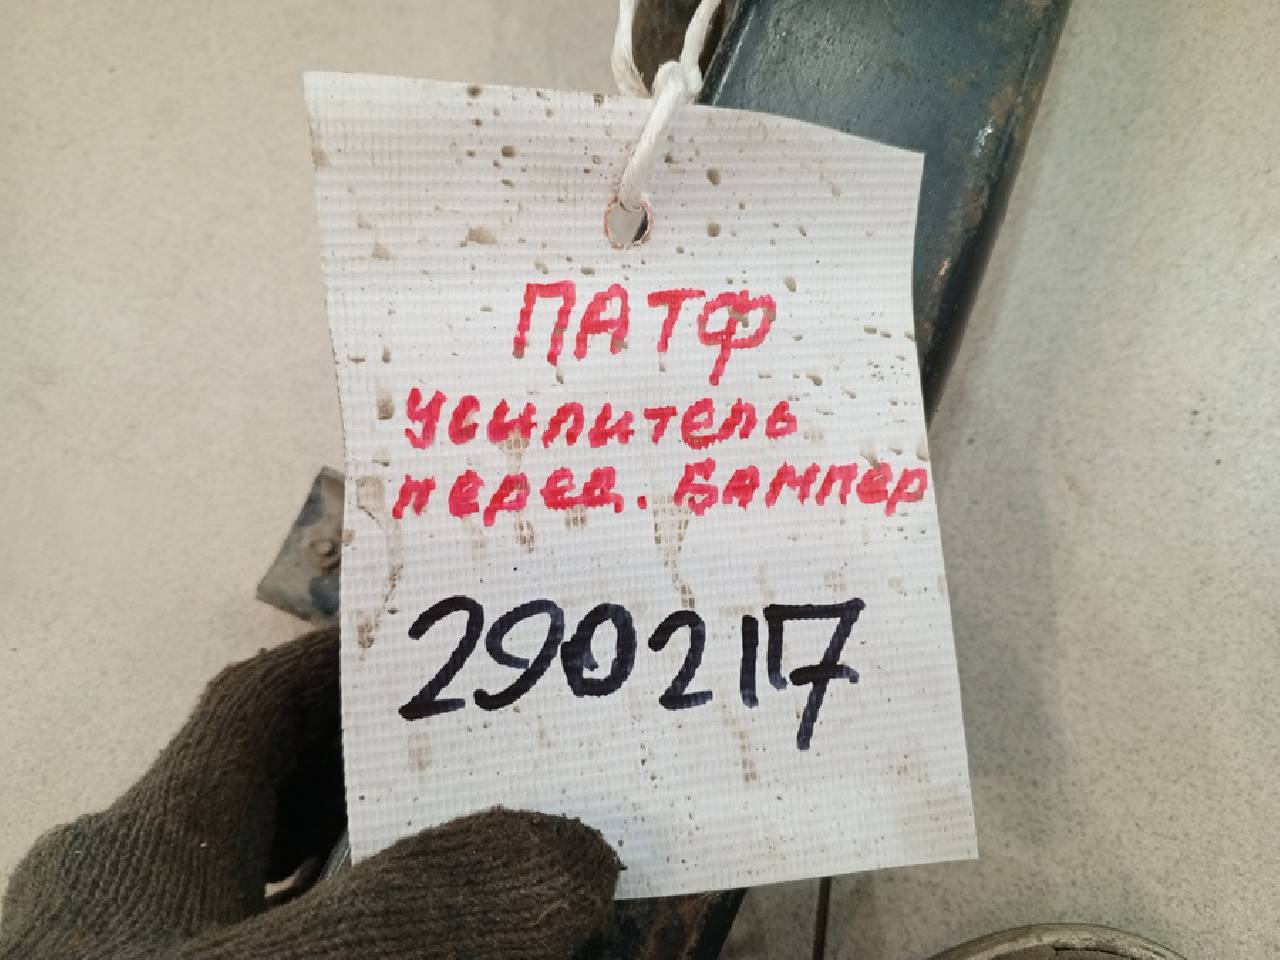 ПАТФ
Усилитель
перед. Бампер
290217